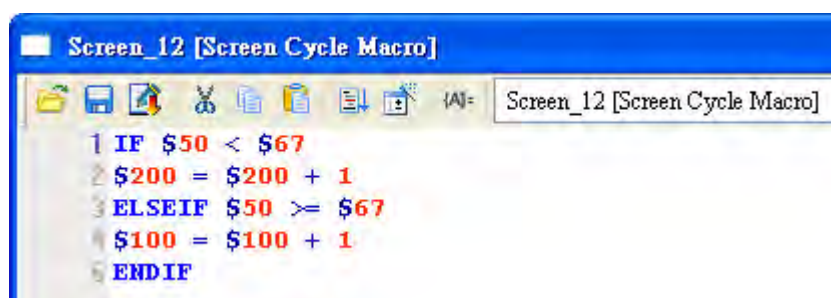 Screen_12 [Screen Cycle Macro]
{A}= Screen_12 [Screen Cycle Macro]
1 IF $50 < $67
2 $200 = $200 + 1
3 ELSEIF $50 >= $67
4 $100 = $100 + 1
5 ENDIF